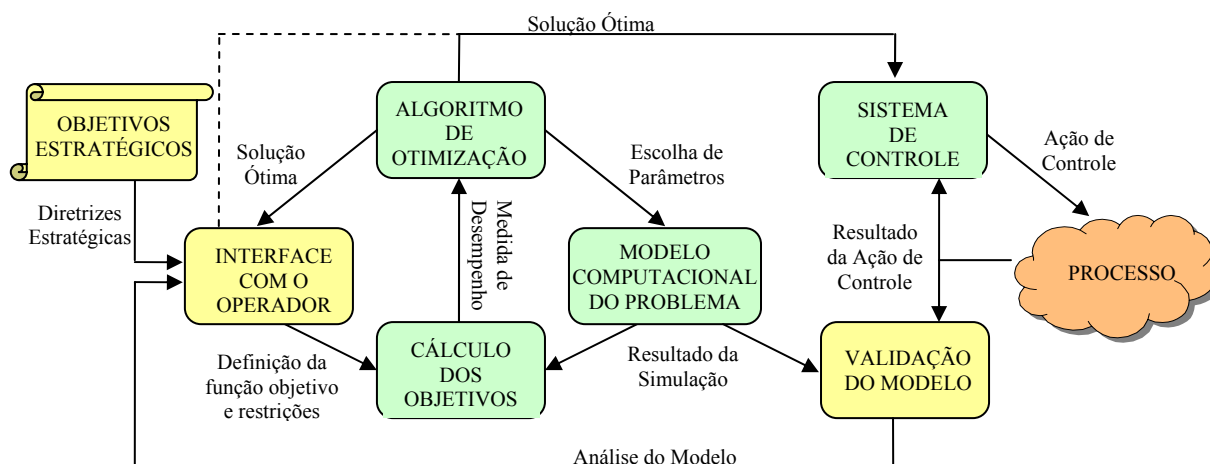 Solução Ótima
OBJETIVOS
ESTRATÉGICOS
ALGORITMO
DE
OTIMIZAÇÃO
SISTEMA
DE
CONTROLE
Solução
Ótima
Escolha de
Parâmetros
Ação de
Controle
Diretrizes
Estratégicas
Medida de
Desempenho
INTERFACE
COM O
OPERADOR
MODELO
COMPUTACIONAL
DO PROBLEMA
Resultado
da Ação de
Controle
PROCESSO
Definição da
função objetivo
e restrições
CÁLCULO
DOS
OBJETIVOS
Resultado da
Simulação
VALIDAÇÃO
DO MODELO
Análise do Modelo